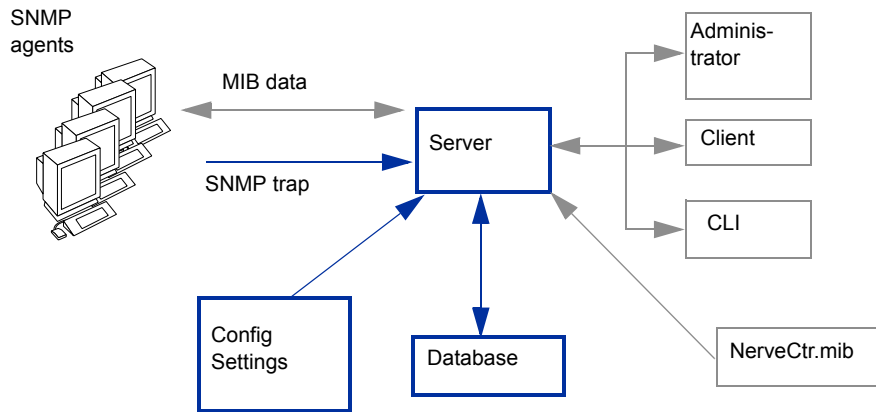 SNMP
agents
MIB data
SNMP trap
Server
Adminis-
trator
Client
CLI
Config
Settings
Database
NerveCtr.mib